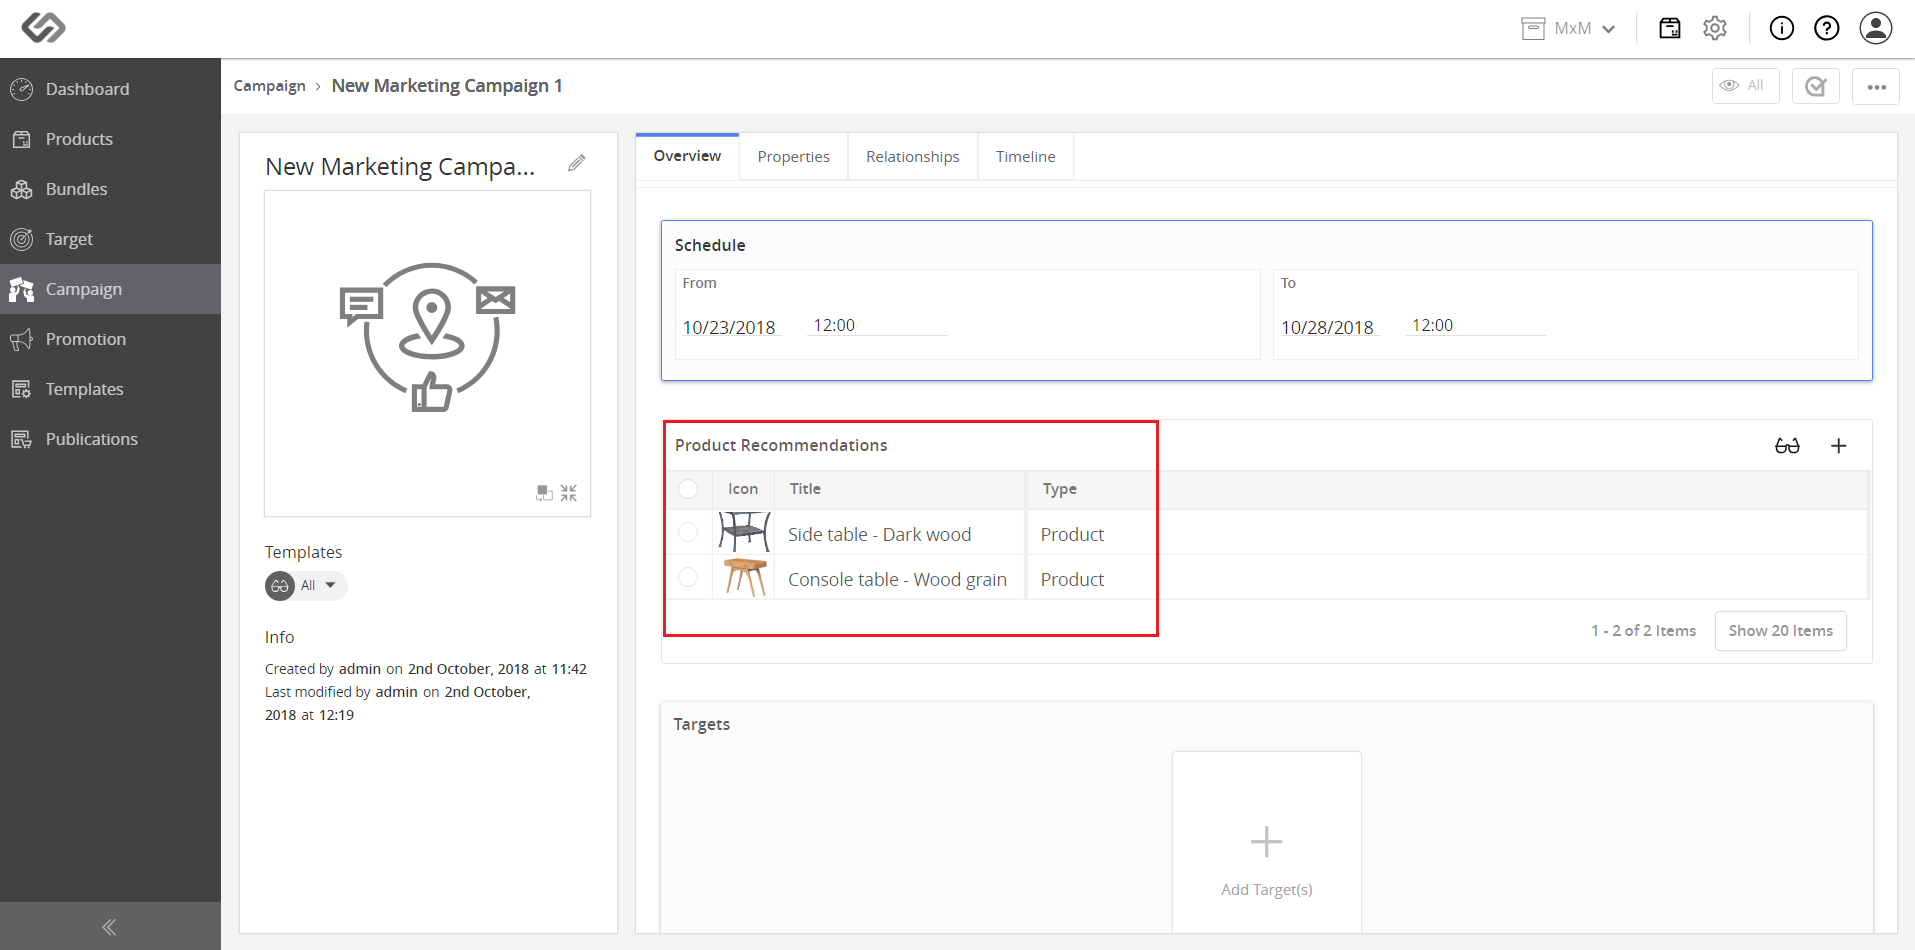 MxM
Dashboard
Products
Bundles
Target
Campaign
Promotion
Templates
Publications
Campaign › New Marketing Campaign 1
All
New Marketing Campa...
Templates
All
Info
Created by admin on 2nd October, 2018 at 11:42
Last modified by admin on 2nd October,
2018 at 12:19
Overview Properties Relationships Timeline
Schedule
From
10/23/2018 12:00
To
10/28/2018 12:00
Product Recommendations
Icon Title Type
Side table - Dark wood Product
Console table - Wood grain Product
1 - 2 of 2 Items Show 20 Items
Targets
Add Target(s)